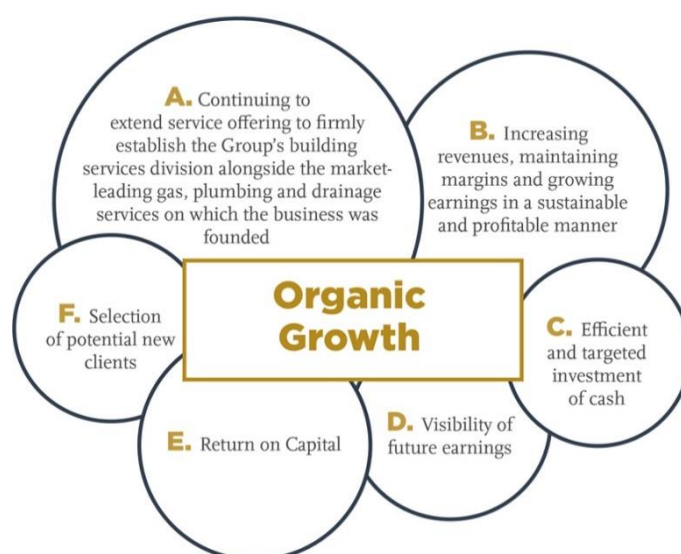 A. Continuing to
extend service offering to firmly
establish the Group's building
services division alongside the market-
leading gas, plumbing and drainage
services on which the business was
founded
B. Increasing
revenues, maintaining
margins and growing
earnings in a sustainable
and profitable manner
Organic
Growth
C. Efficient
and targeted
investment
of cash
D. Visibility of
future earnings
E. Return on Capital
F. Selection
of potential new
clients